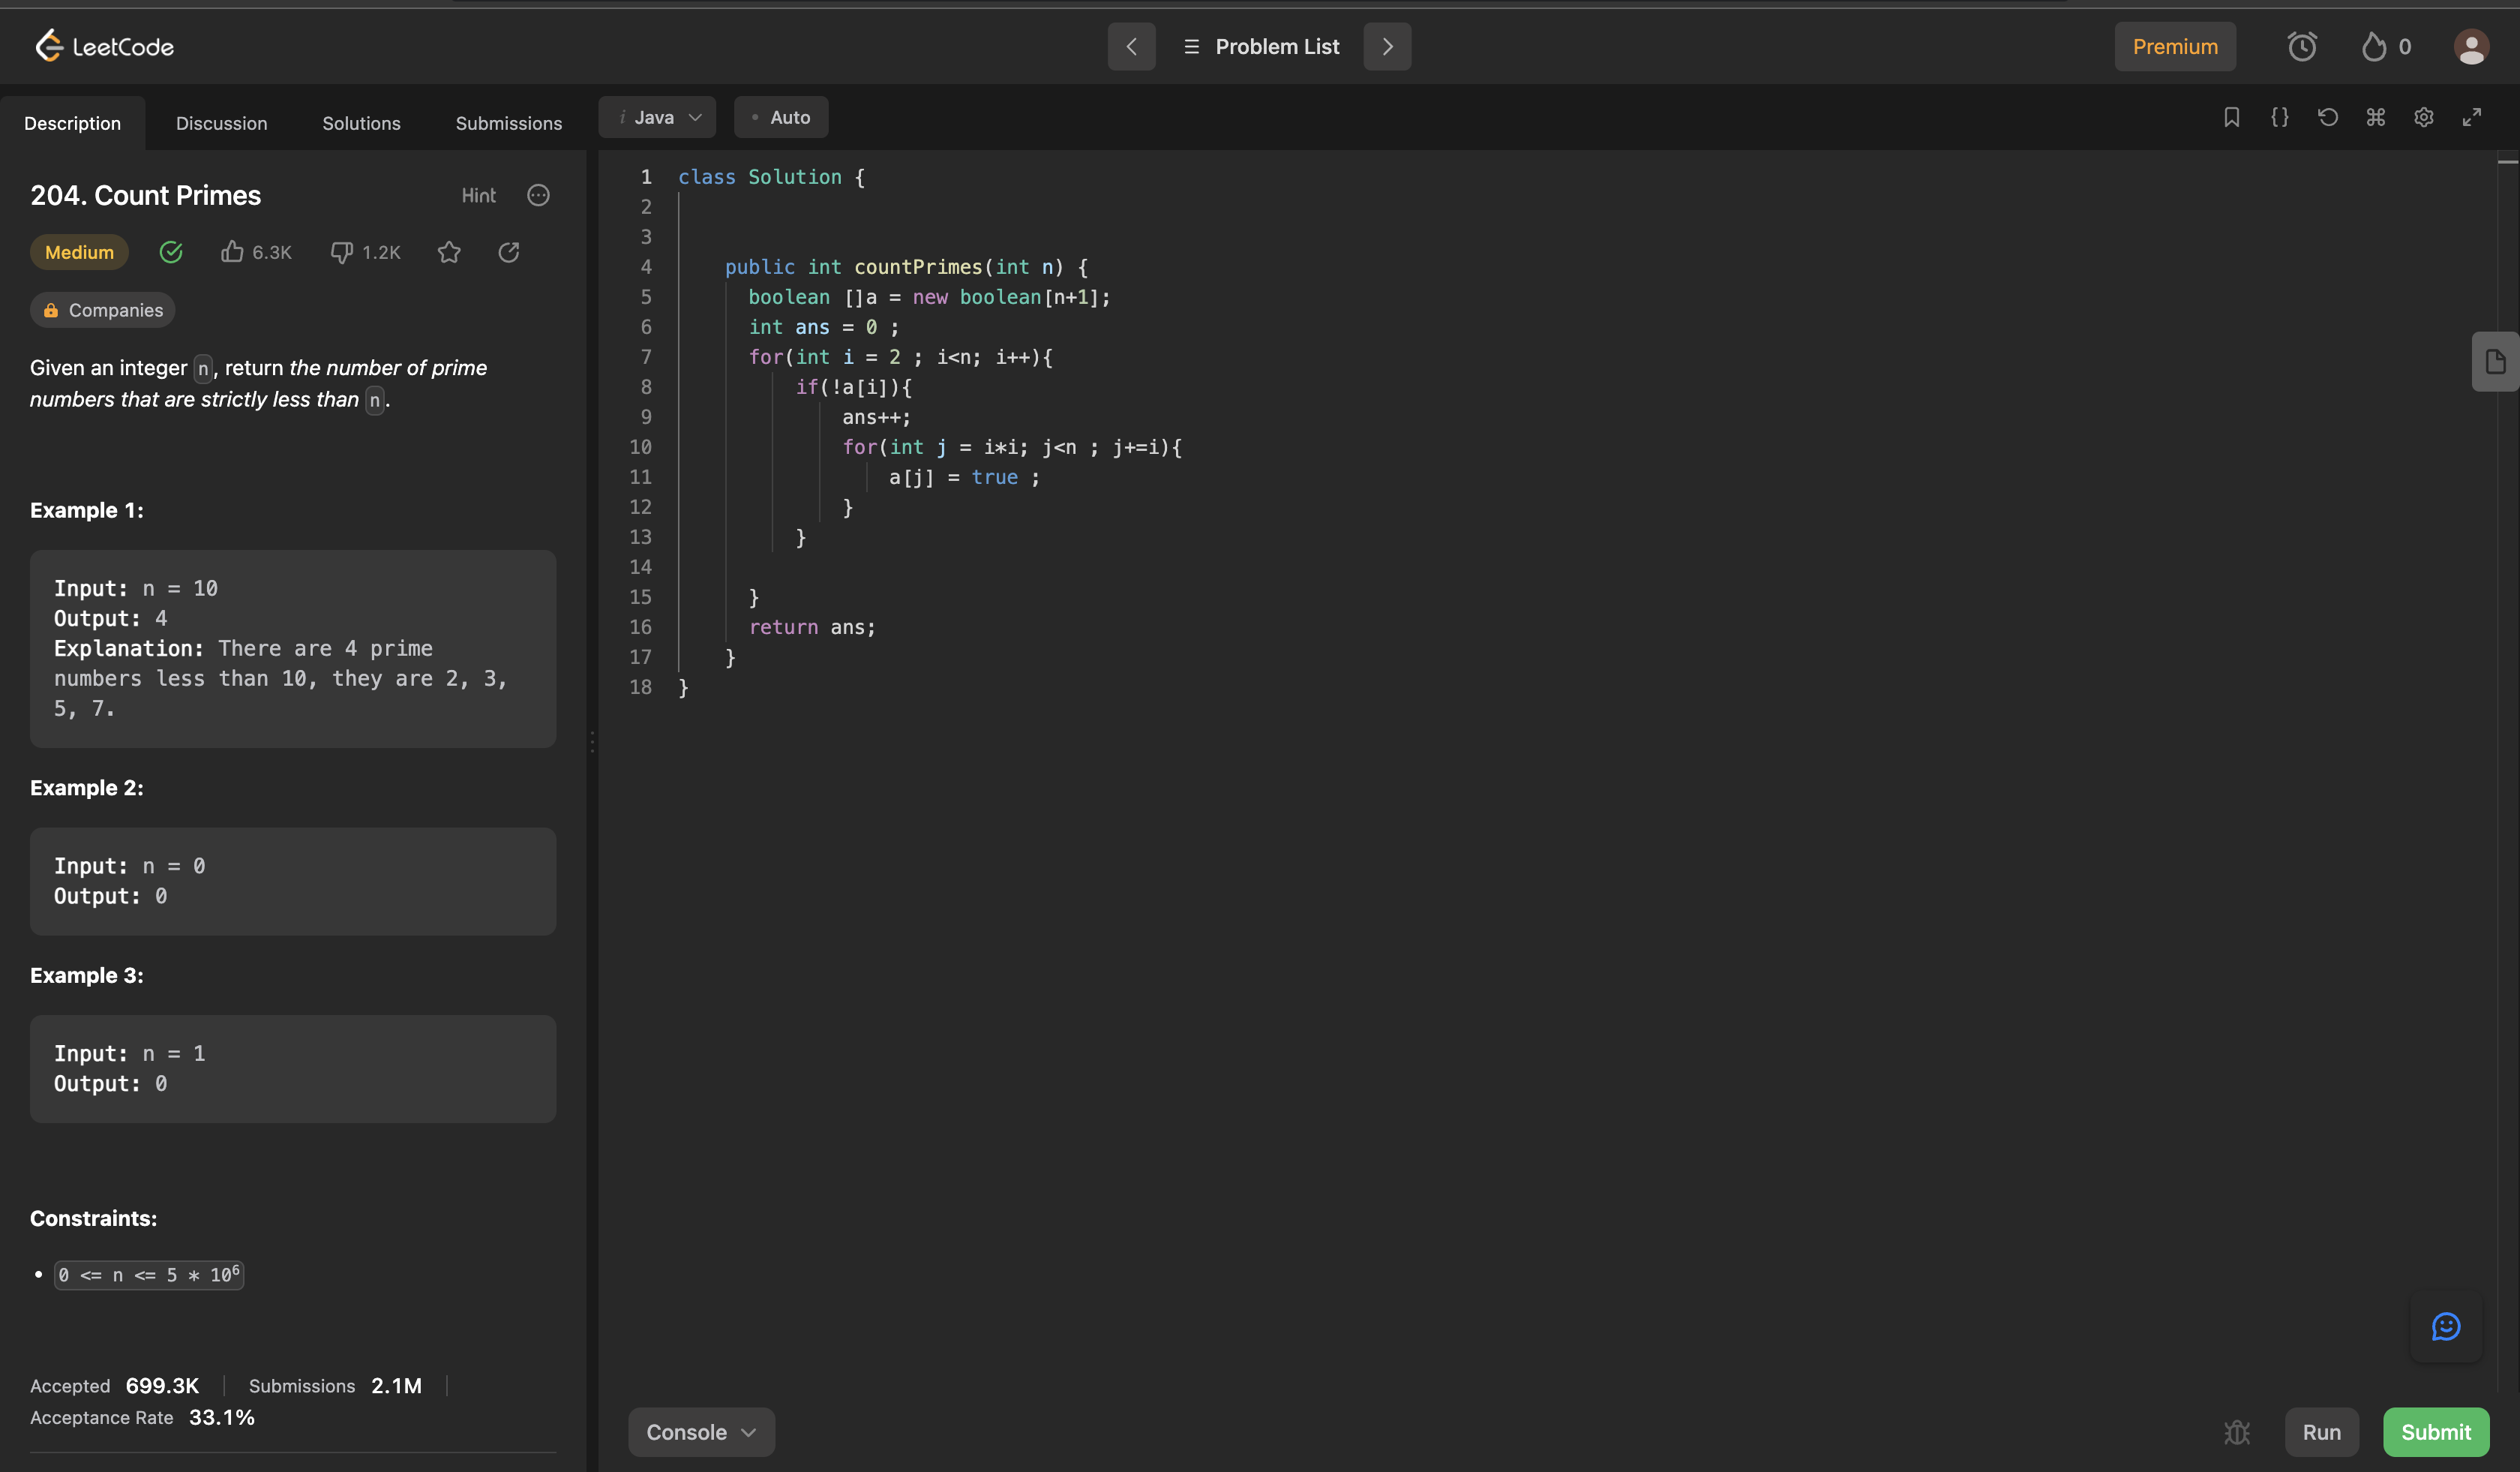 LeetCode
Problem List
Premium
0
Description Discussion Solutions Submissions
i Java
Auto
204. Count Primes
Hint
Medium
6.3K
1.2K
Companies
Given an integer n, return the number of prime
numbers that are strictly less than n.
Example 1:
Input: n = 10
Output: 4
Explanation: There are 4 prime
numbers less than 10, they are 2, 3,
5, 7.
Example 2:
Input: n = 0
Output: 0
Example 3:
Input: n = 1
Output: 0
Constraints:
• 0 <= n <= 5 * 10⁶
Accepted 699.3K Submissions 2.1M
Acceptance Rate 33.1%
1 class Solution {
2
3
4     public int countPrimes(int n) {
5       boolean []a = new boolean[n+1];
6       int ans = 0 ;
7       for(int i = 2 ; i<n; i++){
8           if(!a[i]){
9               ans++;
10               for(int j = i*i; j<n ; j+=i){
11                   a[j] = true ;
12               }
13           }
14
15       }
16       return ans;
17     }
18 }
Console
Run
Submit